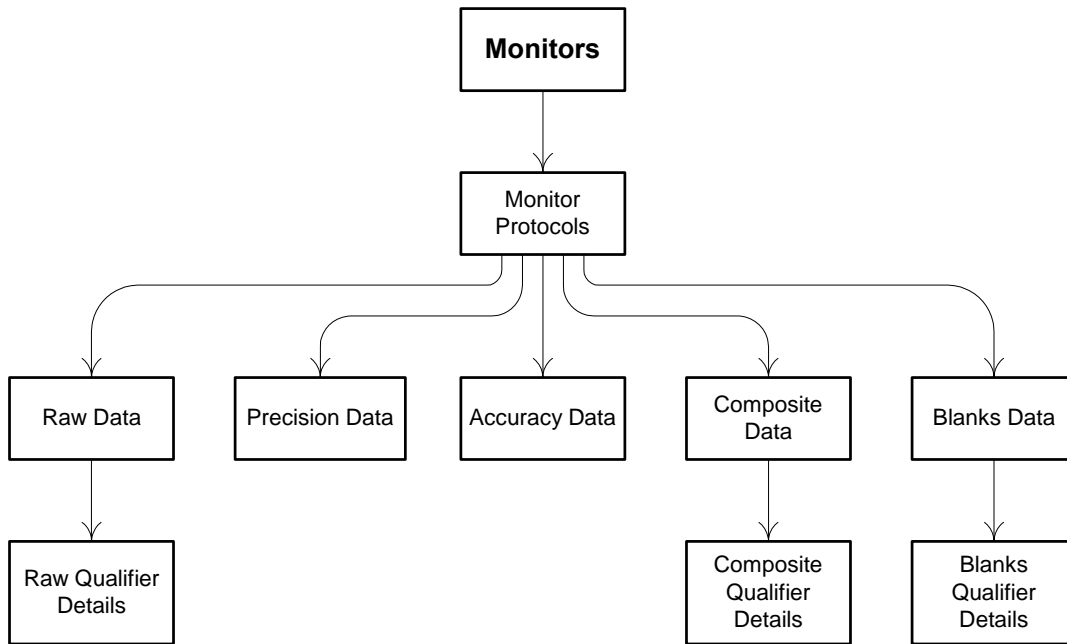 Monitors
Monitor
Protocols
Raw Data
Precision Data
Accuracy Data
Composite
Data
Blanks Data
Raw Qualifier
Details
Composite
Qualifier
Details
Blanks
Qualifier
Details